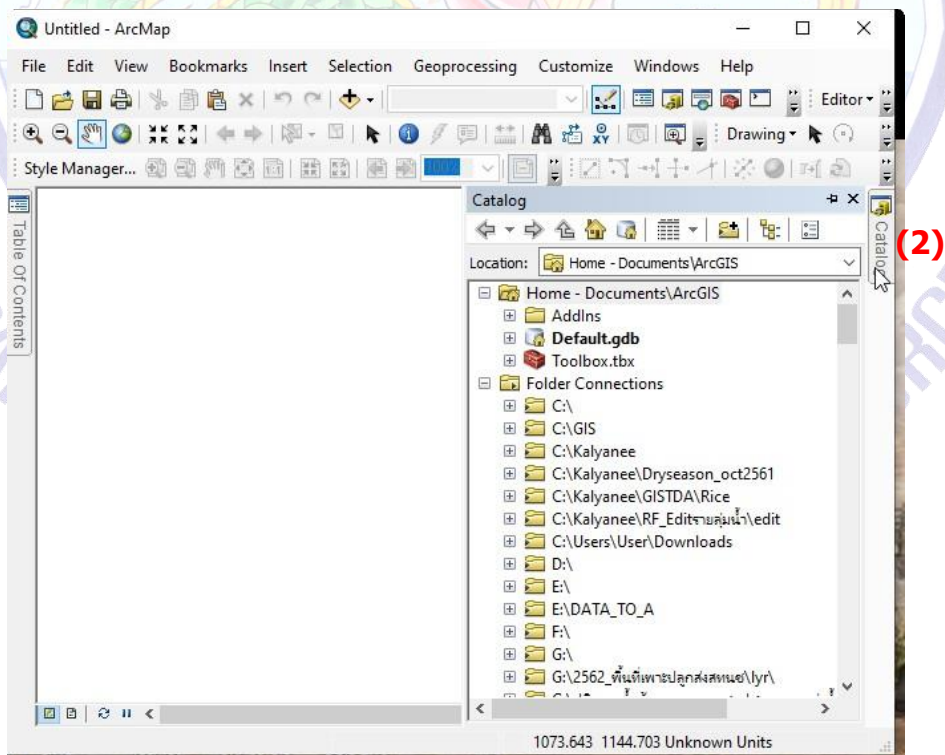 Untitled - ArcMap
File Edit View Bookmarks Insert Selection Geoprocessing Customize Windows Help
Editor
Drawing
Style Manager... 100%
Table Of Contents
Catalog
Catalog
(2)
Location: Home - Documents\ArcGIS
Home - Documents\ArcGIS
AddIns
Default.gdb
Toolbox.tbx
Folder Connections
C:\
C:\GIS
C:\Kalyanee
C:\Kalyanee\Dryseason_oct2561
C:\Kalyanee\GISTDA\Rice
C:\Kalyanee\RF_Editรายลุ่มน้ำ\edit
C:\Users\User\Downloads
D:\
E:\
E:\DATA_TO_A
F:\
G:\
G:\2562_พื้นที่เพาะปลูกส่งสทนช\lyr\
1073.643 1144.703 Unknown Units